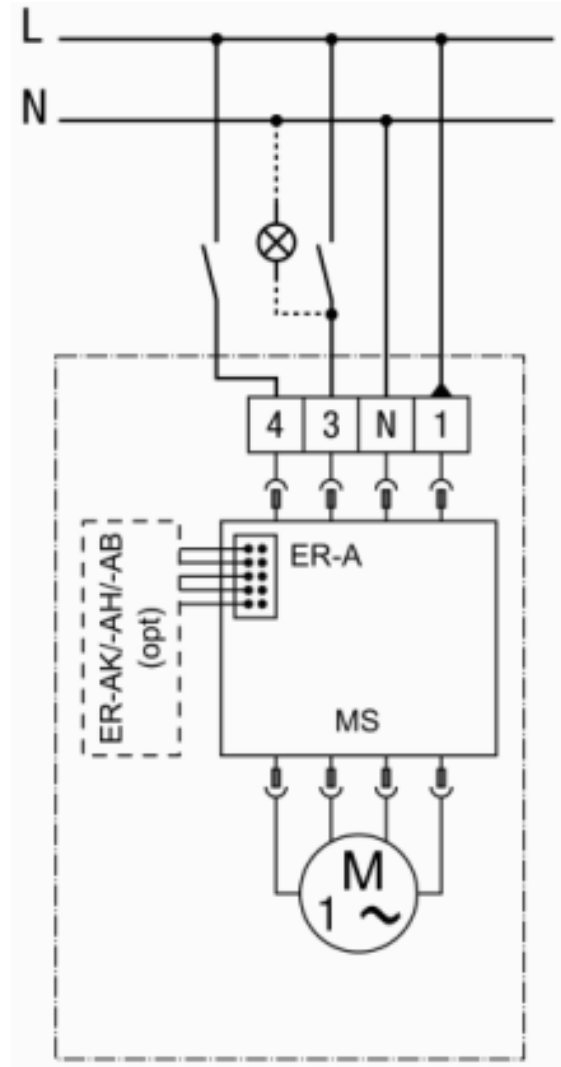 L
N
4 3 N 1
ER-A
ER-AK/-AH/-AB
(opt)
MS
M
1 ~